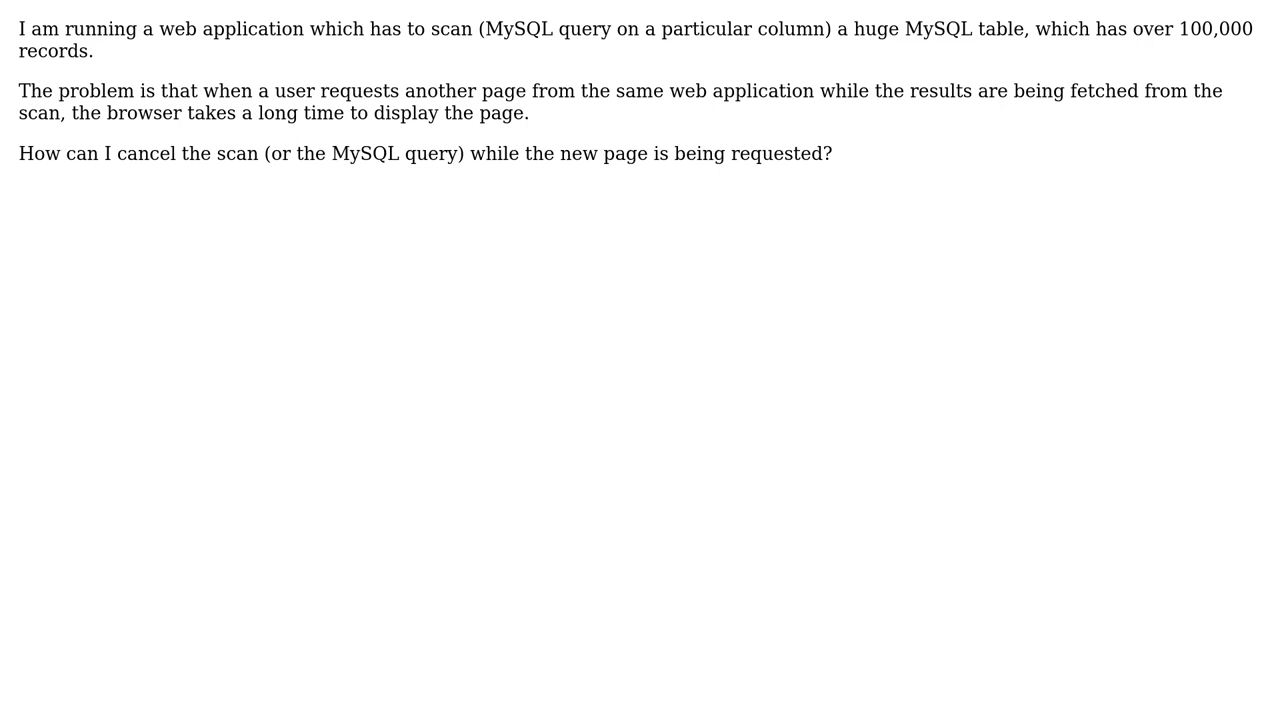 I am running a web application which has to scan (MySQL query on a particular column) a huge MySQL table, which has over 100,000
records.
The problem is that when a user requests another page from the same web application while the results are being fetched from the
scan, the browser takes a long time to display the page.
How can I cancel the scan (or the MySQL query) while the new page is being requested?